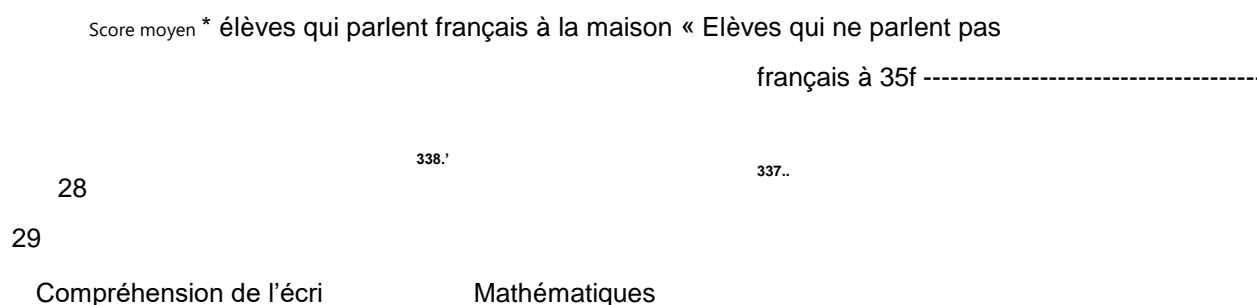 Score moyen * élèves qui parlent français à la maison « Elèves qui ne parlent pas
français à 35f --------------------------------------
338.’
337..
28
29
Compréhension de l’écri Mathématiques